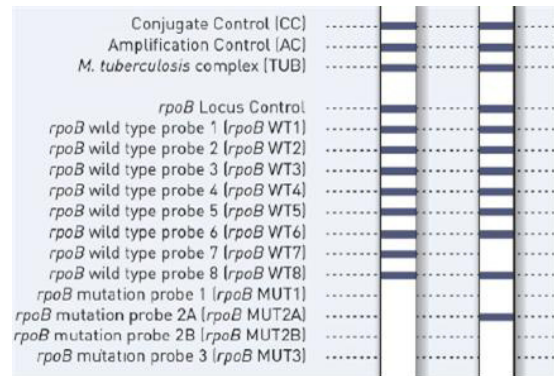 Conjugate Control (CC)
Amplification Control (AC)
M. tuberculosis complex (TUB)
rpoB Locus Control
rpoB wild type probe 1 (rpoB WT1)
rpoB wild type probe 2 (rpoB WT2)
rpoB wild type probe 3 (rpoB WT3)
rpoB wild type probe 4 (rpoB WT4)
rpoB wild type probe 5 (rpoB WT5)
rpoB wild type probe 6 (rpoB WT6)
rpoB wild type probe 7 (rpoB WT7)
rpoB wild type probe 8 (rpoB WT8)
rpoB mutation probe 1 (rpoB MUT1)
rpoB mutation probe 2A (rpoB MUT2A)
rpoB mutation probe 2B (rpoB MUT2B)
rpoB mutation probe 3 (rpoB MUT3)